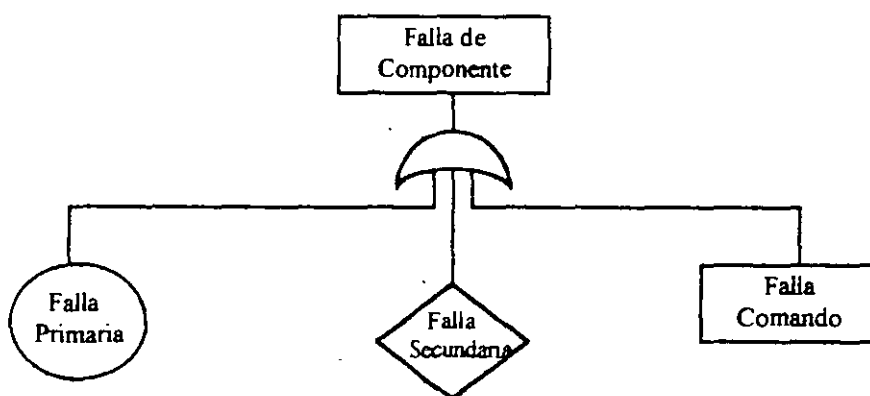 Falla de
Componente
Falla
Primaria
Falla
Secundaria
Falla
Comando